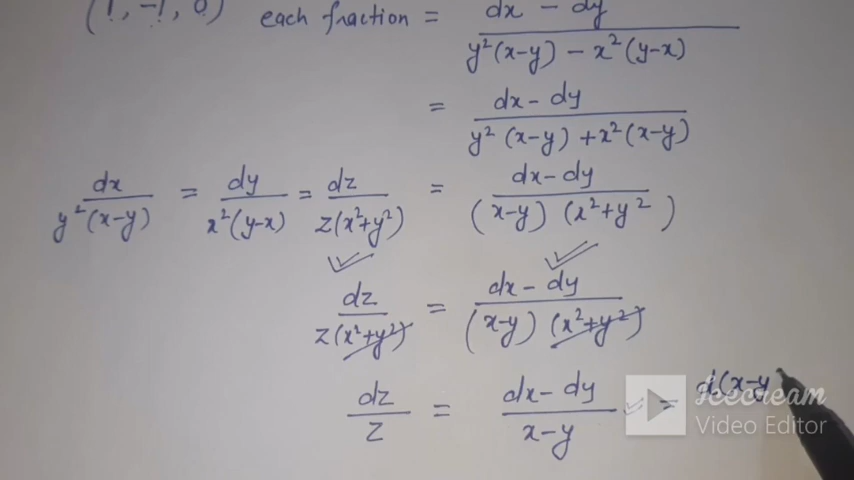 (1, -1, 0) each fraction = dx - dy / y²(x-y) - x²(y-x)
= dx - dy / y² (x-y) + x²(x-y)
dx / y²(x-y) = dy / x²(y-x) = dz / z(x²+y²) = dx - dy / (x-y) (x²+y²)
dz / z(x²+y²) = dx - dy / (x-y) (x²+y²)
dz / z = dx - dy / x-y = d(x-y
Icecream
Video Editor